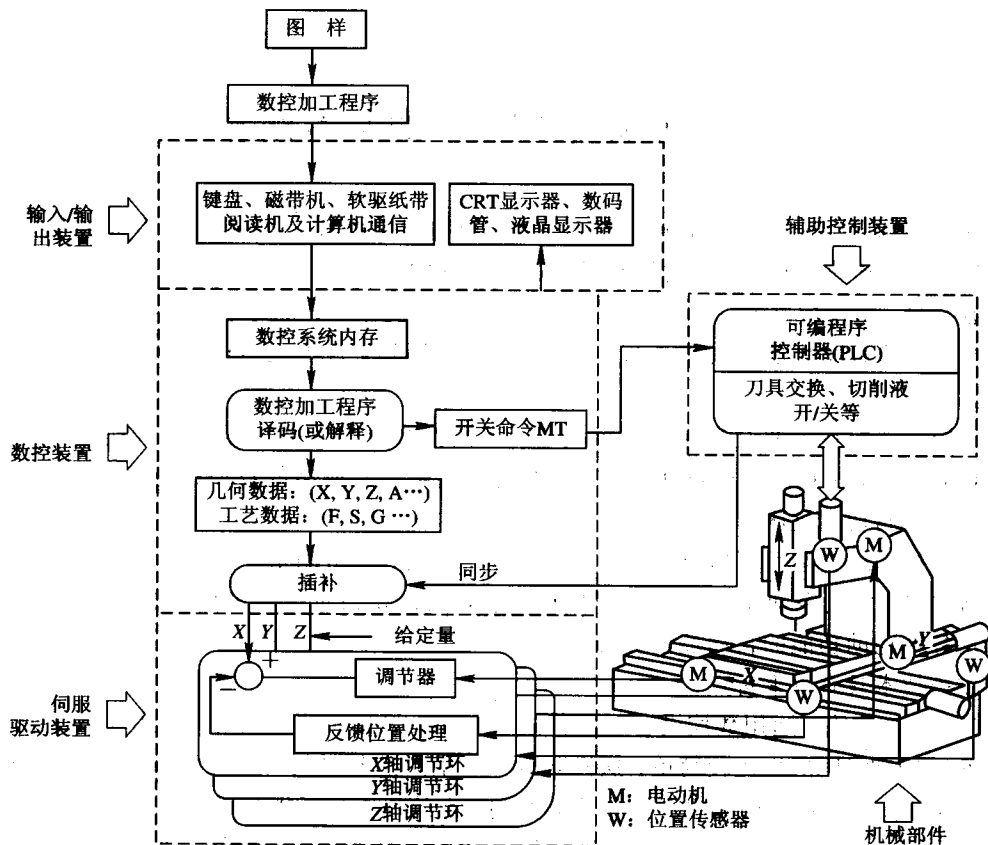 图 样
数控加工程序
输入/输
出装置
键盘、磁带机、软驱纸带
阅读机及计算机通信
CRT显示器、数码
管、液晶显示器
辅助控制装置
可编程序
控制器(PLC)
刀具交换、切削液
开/关等
数控装置
数控系统内存
数控加工程序
译码(或解释)
开关命令MT
几何数据：(X, Y, Z, A…)
工艺数据：(F, S, G …)
插补
同步
X Y Z
给定量
伺服
驱动装置
+
−
调节器
反馈位置处理
X轴调节环
Y轴调节环
Z轴调节环
Z
W
M
M
X
W
M
Y
W
M：电动机
W：位置传感器
机械部件